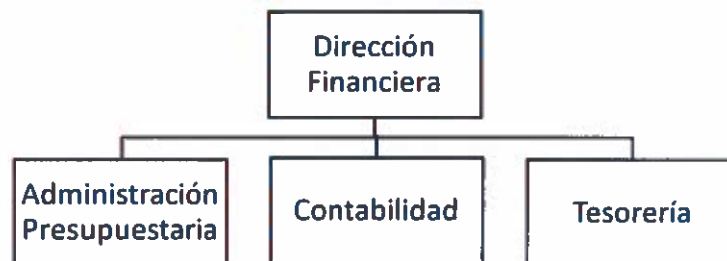 Dirección
Financiera
Administración
Presupuestaria
Contabilidad
Tesorería